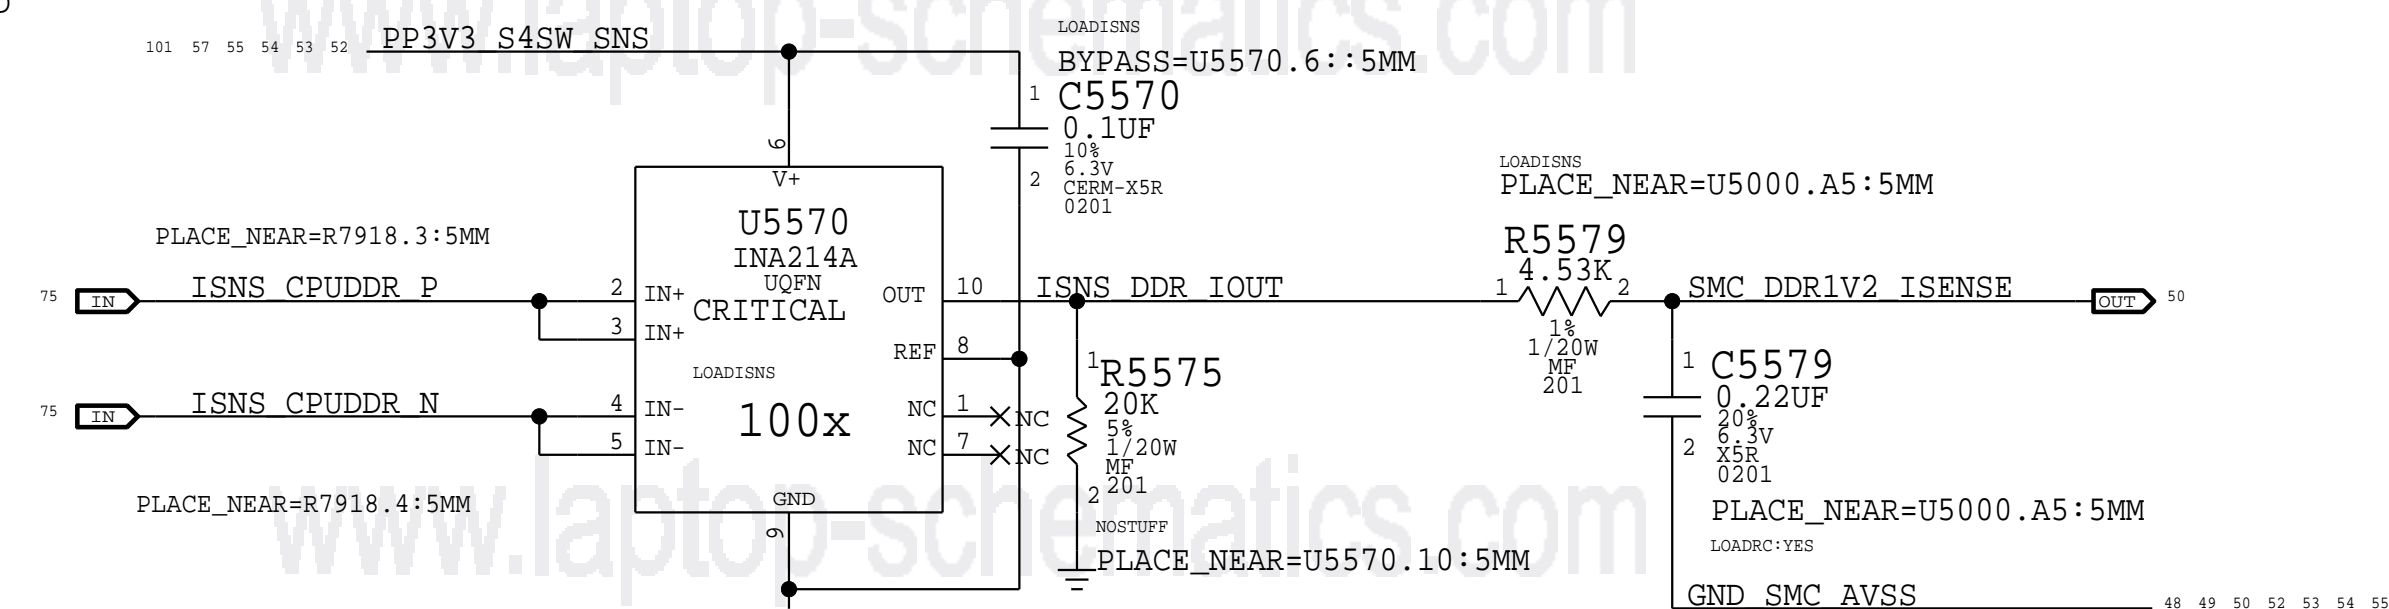 www.laptop-schematics.com
101 57 55 54 53 52 PP3V3_S4SW_SNS
LOADISNS
BYPASS=U5570.6::5MM
1 C5570
0.1UF
10%
6.3V
2 CERM-X5R
0201
6
V+
U5570
INA214A
UQFN
CRITICAL
LOADISNS
100x
GND
9
PLACE_NEAR=R7918.3:5MM
75 IN ISNS_CPUDDR_P 2 IN+
3 IN+
75 IN ISNS_CPUDDR_N 4 IN-
5 IN-
PLACE_NEAR=R7918.4:5MM
OUT 10 ISNS_DDR_IOUT
REF 8
NC 1 NC
NC 7 NC
1 R5575
20K
5%
1/20W
MF
2 201
NOSTUFF
PLACE_NEAR=U5570.10:5MM
LOADISNS
PLACE_NEAR=U5000.A5:5MM
R5579
4.53K
1 2
1%
1/20W
MF
201
SMC_DDR1V2_ISENSE OUT 50
1 C5579
0.22UF
20%
6.3V
2 X5R
0201
PLACE_NEAR=U5000.A5:5MM
LOADRC:YES
GND_SMC_AVSS 48 49 50 52 53 54 55
www.laptop-schematics.com